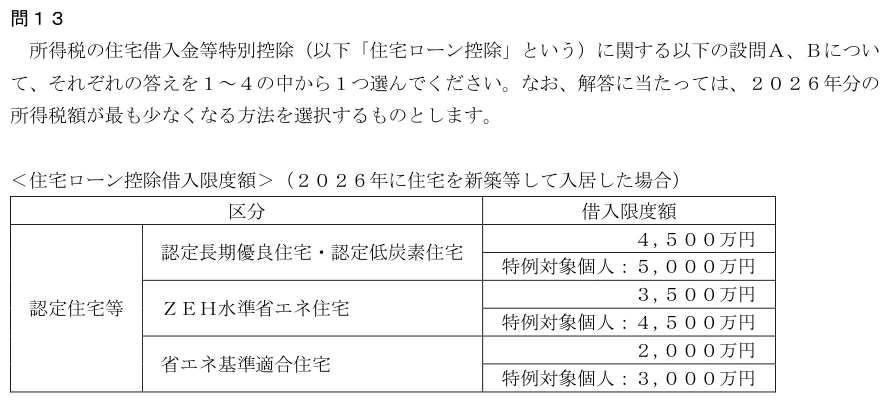 問１３
　所得税の住宅借入金等特別控除（以下「住宅ローン控除」という）に関する以下の設問Ａ、Ｂについ
て、それぞれの答えを１～４の中から１つ選んでください。なお、解答に当たっては、２０２６年分の
所得税額が最も少なくなる方法を選択するものとします。
＜住宅ローン控除借入限度額＞（２０２６年に住宅を新築等して入居した場合）
区分　借入限度額
認定住宅等
認定長期優良住宅・認定低炭素住宅
４，５００万円
特例対象個人：５，０００万円
ＺＥＨ水準省エネ住宅
３，５００万円
特例対象個人：４，５００万円
省エネ基準適合住宅
２，０００万円
特例対象個人：３，０００万円